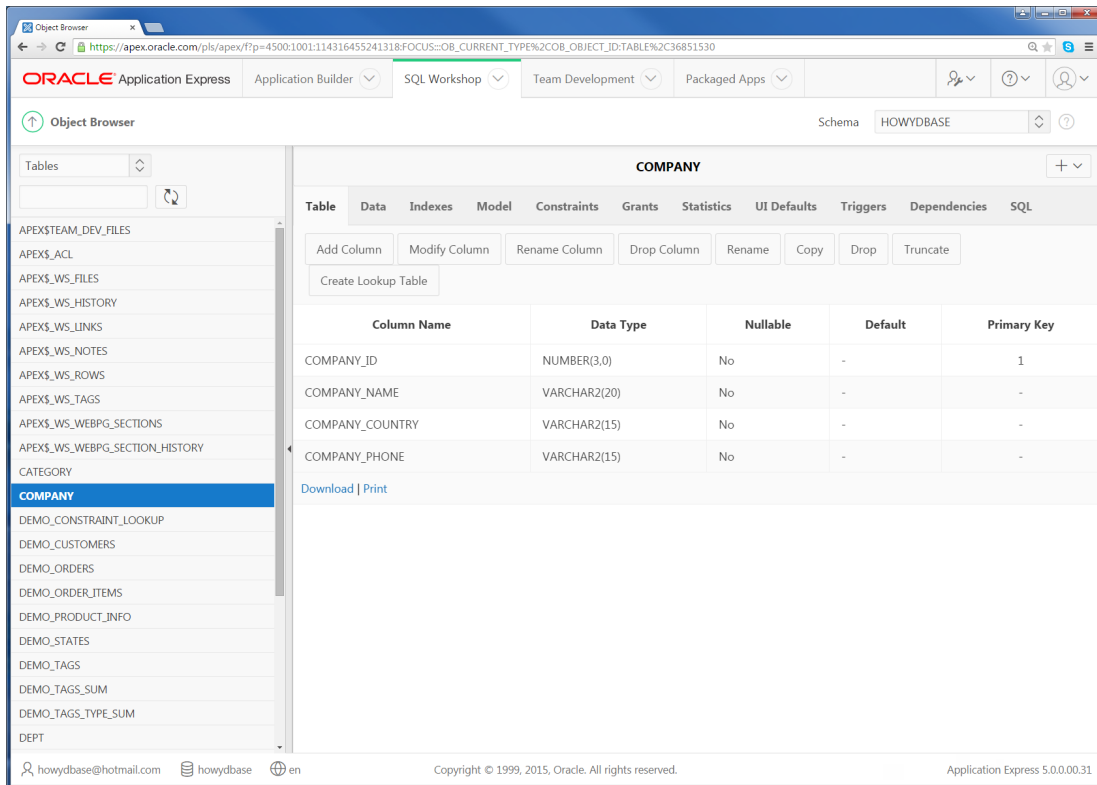 Object Browser
https://apex.oracle.com/pls/apex/f?p=4500:1001:114316455241318:FOCUS:::OB_CURRENT_TYPE%2COB_OBJECT_ID:TABLE%2C36851530
ORACLE Application Express Application Builder SQL Workshop Team Development Packaged Apps
Object Browser Schema HOWYDBASE
Tables
COMPANY
Table Data Indexes Model Constraints Grants Statistics UI Defaults Triggers Dependencies SQL
Add Column Modify Column Rename Column Drop Column Rename Copy Drop Truncate
Create Lookup Table
Column Name Data Type Nullable Default Primary Key
COMPANY_ID NUMBER(3,0) No - 1
COMPANY_NAME VARCHAR2(20) No - -
COMPANY_COUNTRY VARCHAR2(15) No - -
COMPANY_PHONE VARCHAR2(15) No - -
Download | Print
APEX$TEAM_DEV_FILES
APEX$_ACL
APEX$_WS_FILES
APEX$_WS_HISTORY
APEX$_WS_LINKS
APEX$_WS_NOTES
APEX$_WS_ROWS
APEX$_WS_TAGS
APEX$_WS_WEBPG_SECTIONS
APEX$_WS_WEBPG_SECTION_HISTORY
CATEGORY
COMPANY
DEMO_CONSTRAINT_LOOKUP
DEMO_CUSTOMERS
DEMO_ORDERS
DEMO_ORDER_ITEMS
DEMO_PRODUCT_INFO
DEMO_STATES
DEMO_TAGS
DEMO_TAGS_SUM
DEMO_TAGS_TYPE_SUM
DEPT
howydbase@hotmail.com howydbase en Copyright © 1999, 2015, Oracle. All rights reserved. Application Express 5.0.0.00.31